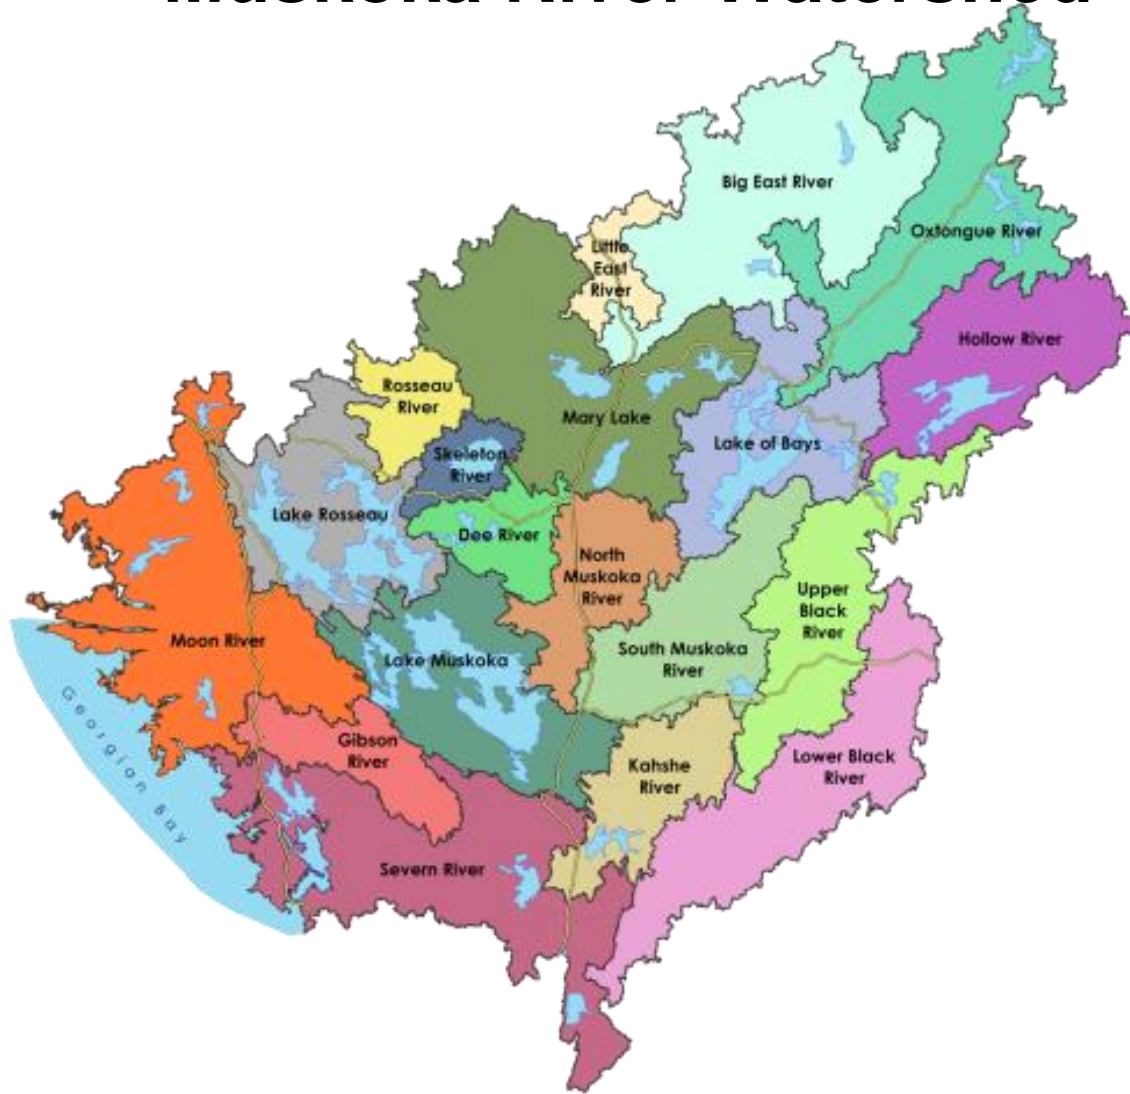 Muskoka River Watershed
Big East River
Oxtongue River
Little
East
River
Hollow River
Rosseau
River
Mary Lake
Lake of Bays
Skeleton
River
Lake Rosseau
Dee River
North
Muskoka
River
Upper
Black
River
Moon River
Lake Muskoka
South Muskoka
River
Georgian Bay
Gibson
River
Kahshe
River
Lower Black
River
Severn River